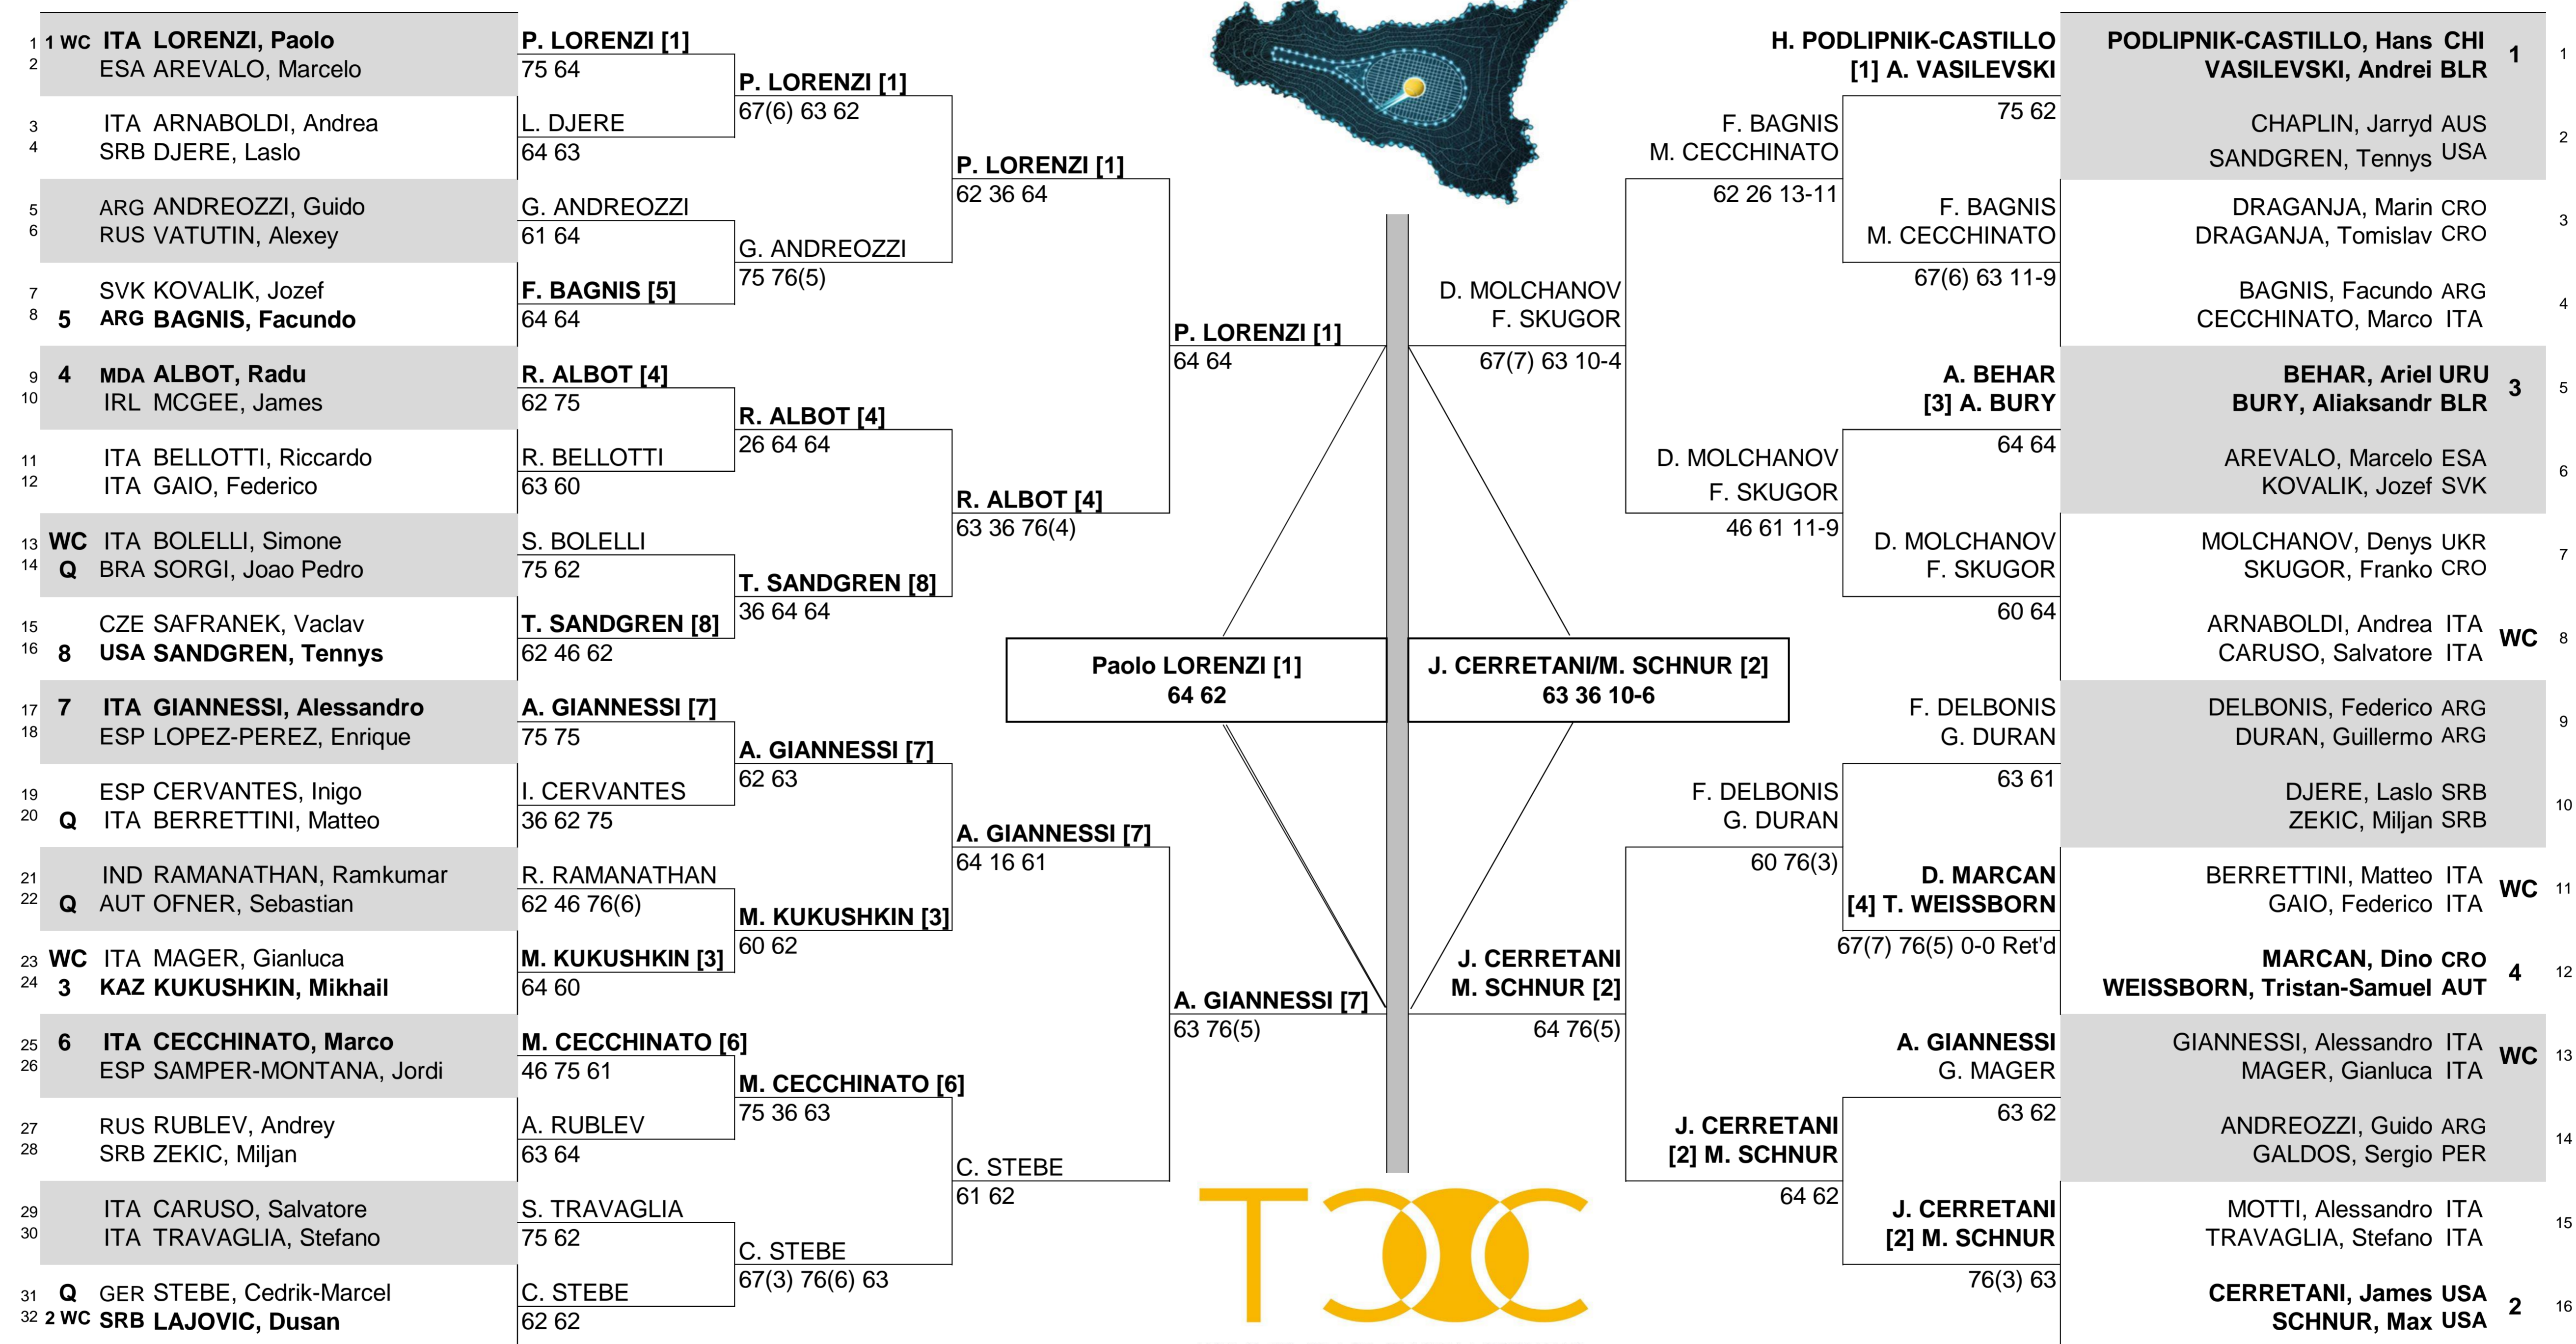 1 1 WC ITA LORENZI, Paolo
2 ESA AREVALO, Marcelo
3 ITA ARNABOLDI, Andrea
4 SRB DJERE, Laslo
5 ARG ANDREOZZI, Guido
6 RUS VATUTIN, Alexey
7 SVK KOVALIK, Jozef
8 5 ARG BAGNIS, Facundo
9 4 MDA ALBOT, Radu
10 IRL MCGEE, James
11 ITA BELLOTTI, Riccardo
12 ITA GAIO, Federico
13 WC ITA BOLELLI, Simone
14 Q BRA SORGI, Joao Pedro
15 CZE SAFRANEK, Vaclav
16 8 USA SANDGREN, Tennys
17 7 ITA GIANNESSI, Alessandro
18 ESP LOPEZ-PEREZ, Enrique
19 ESP CERVANTES, Inigo
20 Q ITA BERRETTINI, Matteo
21 IND RAMANATHAN, Ramkumar
22 Q AUT OFNER, Sebastian
23 WC ITA MAGER, Gianluca
24 3 KAZ KUKUSHKIN, Mikhail
25 6 ITA CECCHINATO, Marco
26 ESP SAMPER-MONTANA, Jordi
27 RUS RUBLEV, Andrey
28 SRB ZEKIC, Miljan
29 ITA CARUSO, Salvatore
30 ITA TRAVAGLIA, Stefano
31 Q GER STEBE, Cedrik-Marcel
32 2 WC SRB LAJOVIC, Dusan
P. LORENZI [1]
75 64
L. DJERE
64 63
G. ANDREOZZI
61 64
F. BAGNIS [5]
64 64
R. ALBOT [4]
62 75
R. BELLOTTI
63 60
S. BOLELLI
75 62
T. SANDGREN [8]
62 46 62
A. GIANNESSI [7]
75 75
I. CERVANTES
36 62 75
R. RAMANATHAN
62 46 76(6)
M. KUKUSHKIN [3]
64 60
M. CECCHINATO [6]
46 75 61
A. RUBLEV
63 64
S. TRAVAGLIA
75 62
C. STEBE
62 62
P. LORENZI [1]
67(6) 63 62
G. ANDREOZZI
75 76(5)
R. ALBOT [4]
26 64 64
T. SANDGREN [8]
36 64 64
A. GIANNESSI [7]
62 63
M. KUKUSHKIN [3]
60 62
M. CECCHINATO [6]
75 36 63
C. STEBE
67(3) 76(6) 63
P. LORENZI [1]
62 36 64
R. ALBOT [4]
63 36 76(4)
A. GIANNESSI [7]
64 16 61
C. STEBE
61 62
P. LORENZI [1]
64 64
A. GIANNESSI [7]
63 76(5)
Paolo LORENZI [1]
64 62
J. CERRETANI/M. SCHNUR [2]
63 36 10-6
TCC
D. MOLCHANOV
F. SKUGOR
67(7) 63 10-4
J. CERRETANI
M. SCHNUR [2]
64 76(5)
F. BAGNIS
M. CECCHINATO
62 26 13-11
D. MOLCHANOV
F. SKUGOR
46 61 11-9
F. DELBONIS
G. DURAN
60 76(3)
J. CERRETANI
[2] M. SCHNUR
64 62
H. PODLIPNIK-CASTILLO
[1] A. VASILEVSKI
75 62
F. BAGNIS
M. CECCHINATO
67(6) 63 11-9
A. BEHAR
[3] A. BURY
64 64
D. MOLCHANOV
F. SKUGOR
60 64
F. DELBONIS
G. DURAN
63 61
D. MARCAN
[4] T. WEISSBORN
67(7) 76(5) 0-0 Ret'd
A. GIANNESSI
G. MAGER
63 62
J. CERRETANI
[2] M. SCHNUR
76(3) 63
PODLIPNIK-CASTILLO, Hans CHI 1 1
VASILEVSKI, Andrei BLR
CHAPLIN, Jarryd AUS 2
SANDGREN, Tennys USA
DRAGANJA, Marin CRO 3
DRAGANJA, Tomislav CRO
BAGNIS, Facundo ARG 4
CECCHINATO, Marco ITA
BEHAR, Ariel URU 3 5
BURY, Aliaksandr BLR
AREVALO, Marcelo ESA 6
KOVALIK, Jozef SVK
MOLCHANOV, Denys UKR 7
SKUGOR, Franko CRO
ARNABOLDI, Andrea ITA WC 8
CARUSO, Salvatore ITA
DELBONIS, Federico ARG 9
DURAN, Guillermo ARG
DJERE, Laslo SRB 10
ZEKIC, Miljan SRB
BERRETTINI, Matteo ITA WC 11
GAIO, Federico ITA
MARCAN, Dino CRO 4 12
WEISSBORN, Tristan-Samuel AUT
GIANNESSI, Alessandro ITA WC 13
MAGER, Gianluca ITA
ANDREOZZI, Guido ARG 14
GALDOS, Sergio PER
MOTTI, Alessandro ITA 15
TRAVAGLIA, Stefano ITA
CERRETANI, James USA 2 16
SCHNUR, Max USA